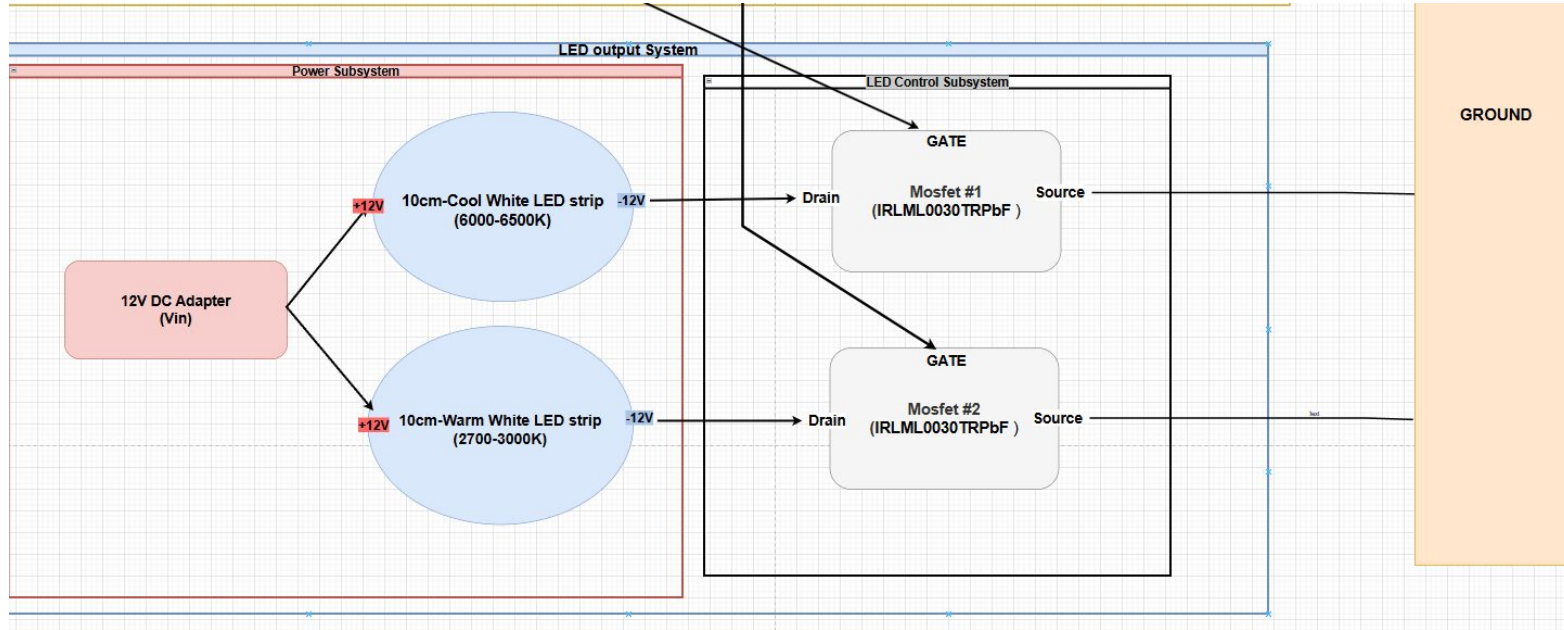 LED output System
Power Subsystem
LED Control Subsystem
GROUND
GATE
10cm-Cool White LED strip
(6000-6500K)
+12V
-12V
Drain
Mosfet #1
(IRLML0030TRPbF )
Source
12V DC Adapter
(Vin)
GATE
10cm-Warm White LED strip
(2700-3000K)
+12V
-12V
Drain
Mosfet #2
(IRLML0030TRPbF )
Source
Text